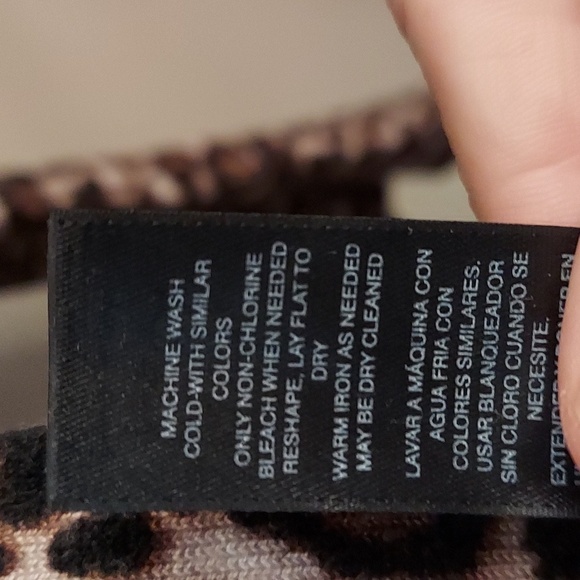 MACHINE WASH
COLD WITH SIMILAR
COLORS
ONLY NON-CHLORINE
BLEACH WHEN NEEDED
RESHAPE, LAY FLAT TO
DRY
WARM IRON AS NEEDED
MAY BE DRY CLEANED
LAVAR A MÁQUINA CON
AGUA FRIA CON
COLORES SIMILARES.
USAR BLANQUEADOR
SIN CLORO CUANDO SE
NECESITE.
EN